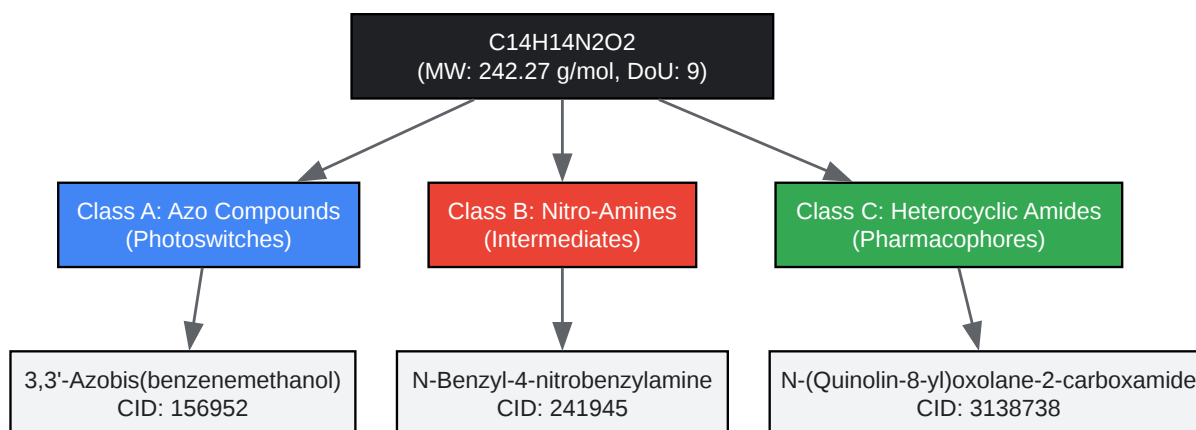 C14H14N2O2
(MW: 242.27 g/mol, DoU: 9)
Class A: Azo Compounds
(Photoswitches)
Class B: Nitro-Amines
(Intermediates)
Class C: Heterocyclic Amides
(Pharmacophores)
3,3'-Azobis(benzenemethanol)
CID: 156952
N-Benzyl-4-nitrobenzylamine
CID: 241945
N-(Quinolin-8-yl)oxolane-2-carboxamide
CID: 3138738